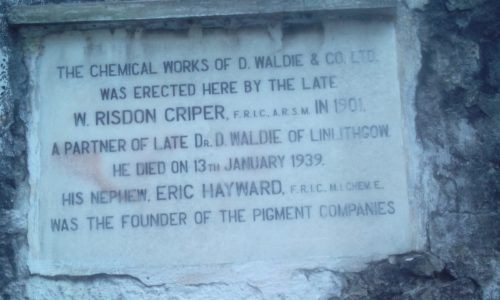 THE CHEMICAL WORKS OF D. WALDIE & CO. LTD.
WAS ERECTED HERE BY THE LATE
W. RISDON CRIPER, F.R.I.C., A.R.S.M. IN 1901.
A PARTNER OF LATE DR. D. WALDIE OF LINLITHGOW.
HE DIED ON 13TH JANUARY 1939.
HIS NEPHEW, ERIC HAYWARD, F.R.I.C. M.I.CHEM.E.
WAS THE FOUNDER OF THE PIGMENT COMPANIES